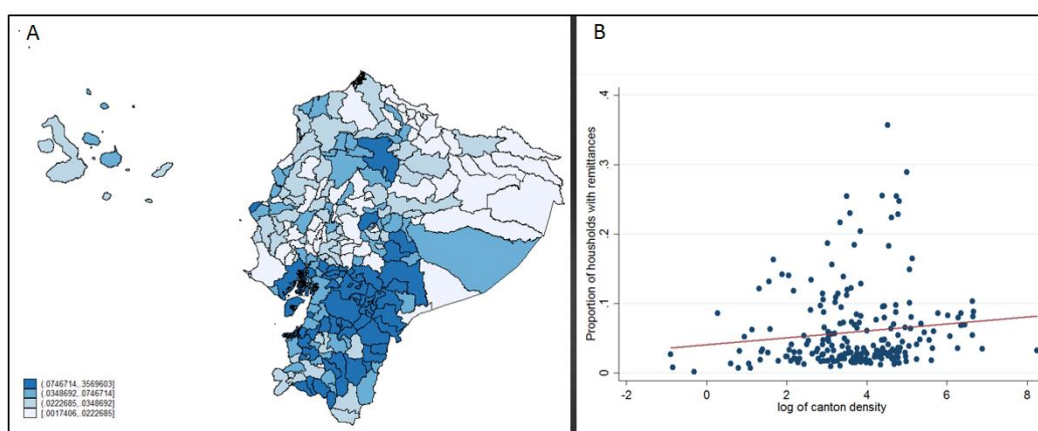 A
(.0746714,.3569603]
(.0348692,.0746714]
(.0222685,.0348692]
[.0017406,.0222685]
B
Proportion of housholds with remittances
.4
.3
.2
.1
0
-2 0 2 4 6 8
log of canton density